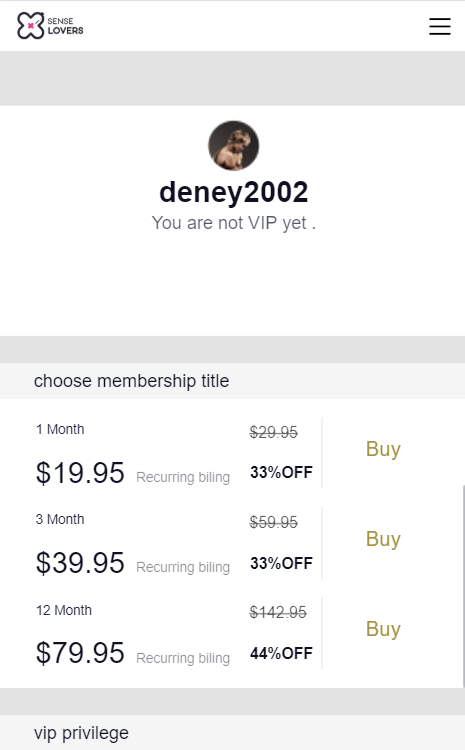 SENSE
LOVERS
deney2002
You are not VIP yet .
choose membership title
1 Month
$29.95
$19.95 Recurring biling
33%OFF
Buy
3 Month
$59.95
$39.95 Recurring biling
33%OFF
Buy
12 Month
$142.95
$79.95 Recurring biling
44%OFF
Buy
vip privilege